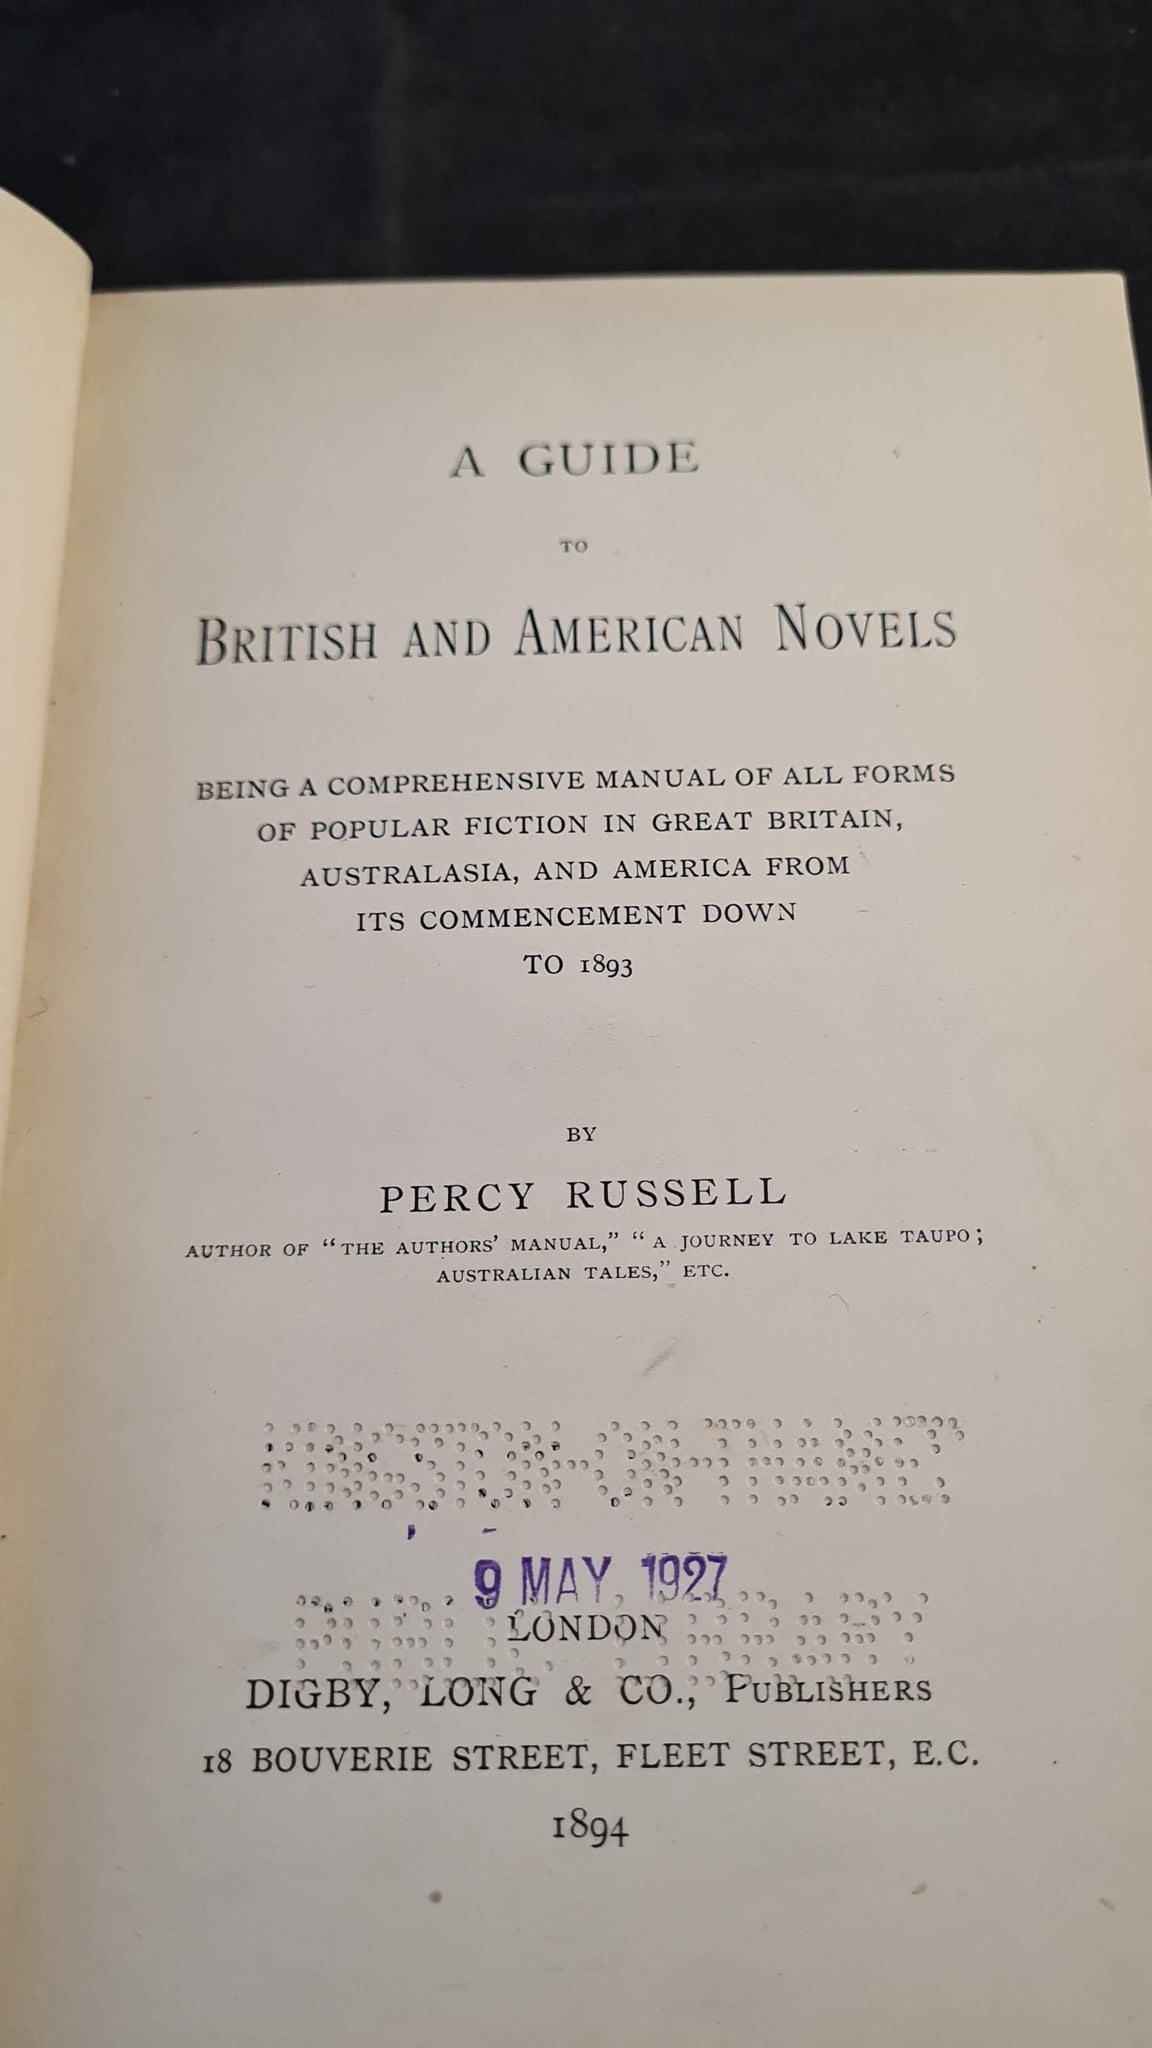 A GUIDE
TO
BRITISH AND AMERICAN NOVELS
BEING A COMPREHENSIVE MANUAL OF ALL FORMS
OF POPULAR FICTION IN GREAT BRITAIN,
AUSTRALASIA, AND AMERICA FROM
ITS COMMENCEMENT DOWN
TO 1893
BY
PERCY RUSSELL
AUTHOR OF "THE AUTHORS' MANUAL," "A JOURNEY TO LAKE TAUPO;
AUSTRALIAN TALES," ETC.
9 MAY. 1927
LONDON
DIGBY, LONG & CO., PUBLISHERS
18 BOUVERIE STREET, FLEET STREET, E.C.
1894